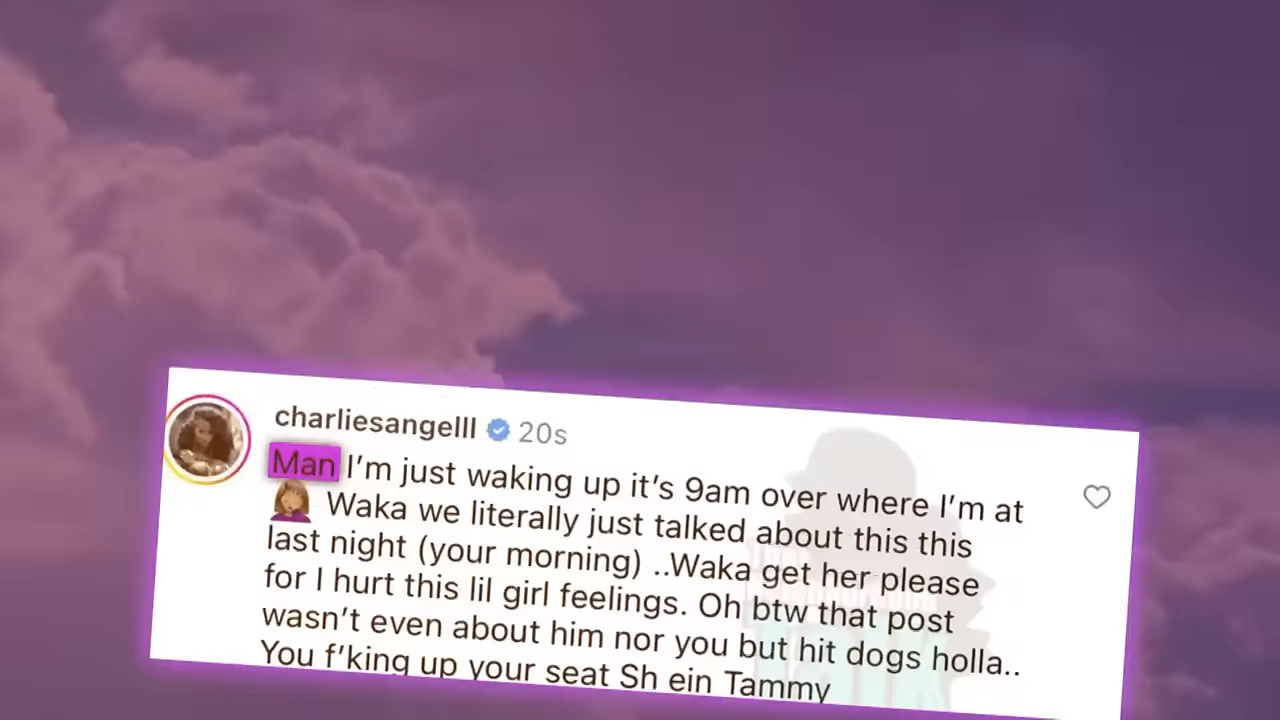 charliesangelll 20s
Man I'm just waking up it's 9am over where I'm at
🤦🏽‍♀️ Waka we literally just talked about this this
last night (your morning) ..Waka get her please
for I hurt this lil girl feelings. Oh btw that post
wasn't even about him nor you but hit dogs holla..
You f'king up your seat Sh ein Tammy